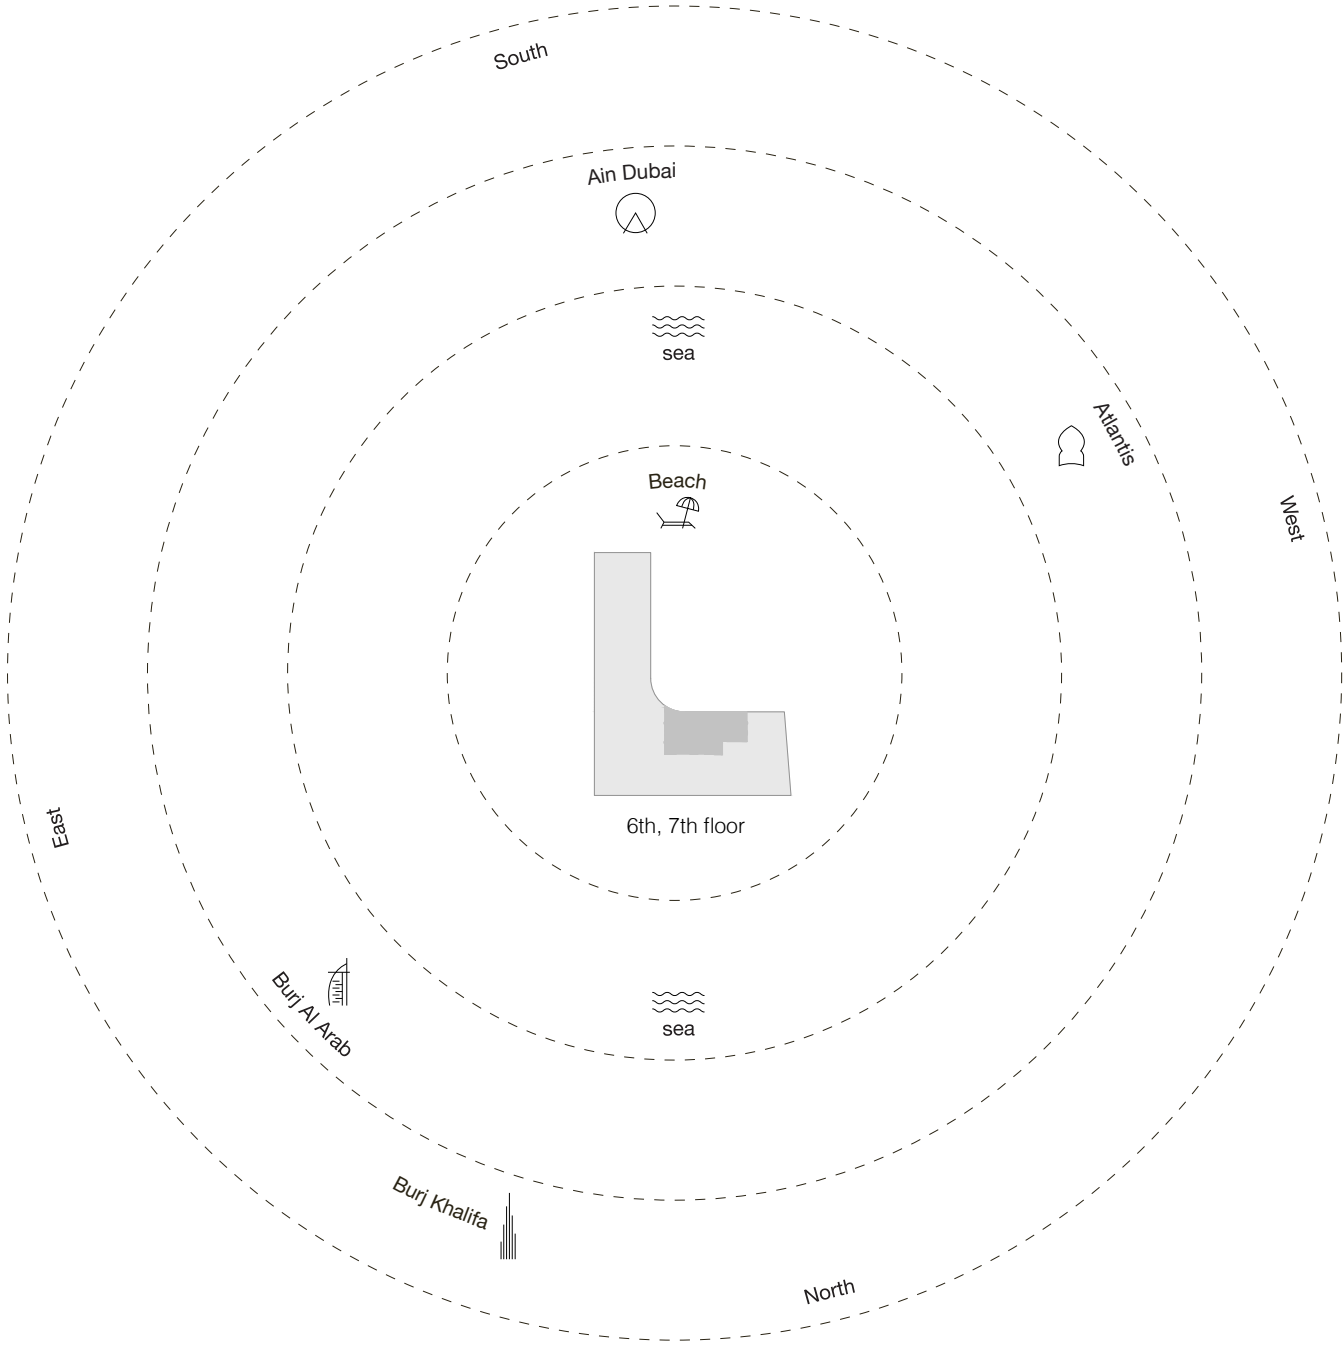 South
Ain Dubai
sea
Atlantis
Beach
West
East
6th, 7th floor
Burj Al Arab
sea
Burj Khalifa
North